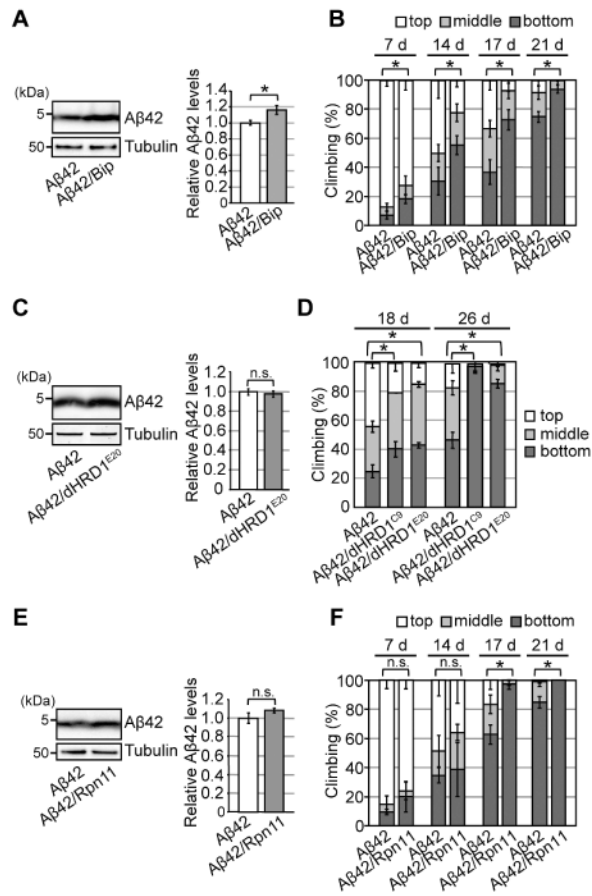 A
(kDa)
5
Aβ42
50
Tubulin
Aβ42
Aβ42/Bip
Relative Aβ42 levels
1.4
1.2
1.0
0.8
0.6
0.4
0.2
0
*
Aβ42
Aβ42/Bip
B
top middle bottom
7 d 14 d 17 d 21 d
* * * *
Climbing (%)
100
80
60
40
20
0
Aβ42
Aβ42/Bip
Aβ42
Aβ42/Bip
Aβ42
Aβ42/Bip
Aβ42
Aβ42/Bip
C
(kDa)
5
Aβ42
50
Tubulin
Aβ42
Aβ42/dHRD1ᴱ²⁰
Relative Aβ42 levels
1.4
1.2
1.0
0.8
0.6
0.4
0.2
0
n.s.
Aβ42
Aβ42/dHRD1ᴱ²⁰
D
18 d 26 d
* *
* *
Climbing (%)
100
80
60
40
20
0
top
middle
bottom
Aβ42
Aβ42/dHRD1ᶜ⁹
Aβ42/dHRD1ᴱ²⁰
Aβ42
Aβ42/dHRD1ᶜ⁹
Aβ42/dHRD1ᴱ²⁰
E
(kDa)
5
Aβ42
50
Tubulin
Aβ42
Aβ42/Rpn11
Relative Aβ42 levels
1.4
1.2
1.0
0.8
0.6
0.4
0.2
0
n.s.
Aβ42
Aβ42/Rpn11
F
top middle bottom
7 d 14 d 17 d 21 d
n.s. n.s. * *
Climbing (%)
100
80
60
40
20
0
Aβ42
Aβ42/Rpn11
Aβ42
Aβ42/Rpn11
Aβ42
Aβ42/Rpn11
Aβ42
Aβ42/Rpn11